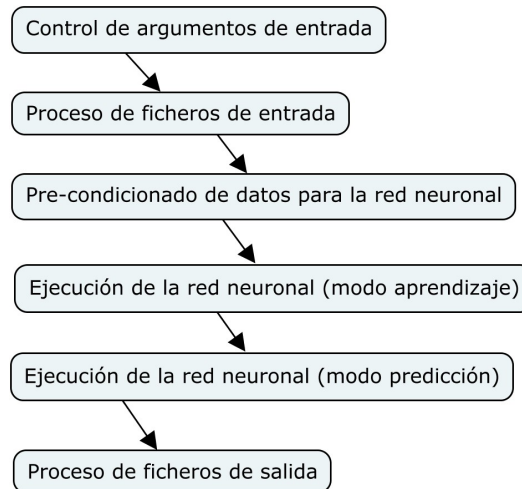 Control de argumentos de entrada
Proceso de ficheros de entrada
Pre-condicionado de datos para la red neuronal
Ejecución de la red neuronal (modo aprendizaje)
Ejecución de la red neuronal (modo predicción)
Proceso de ficheros de salida